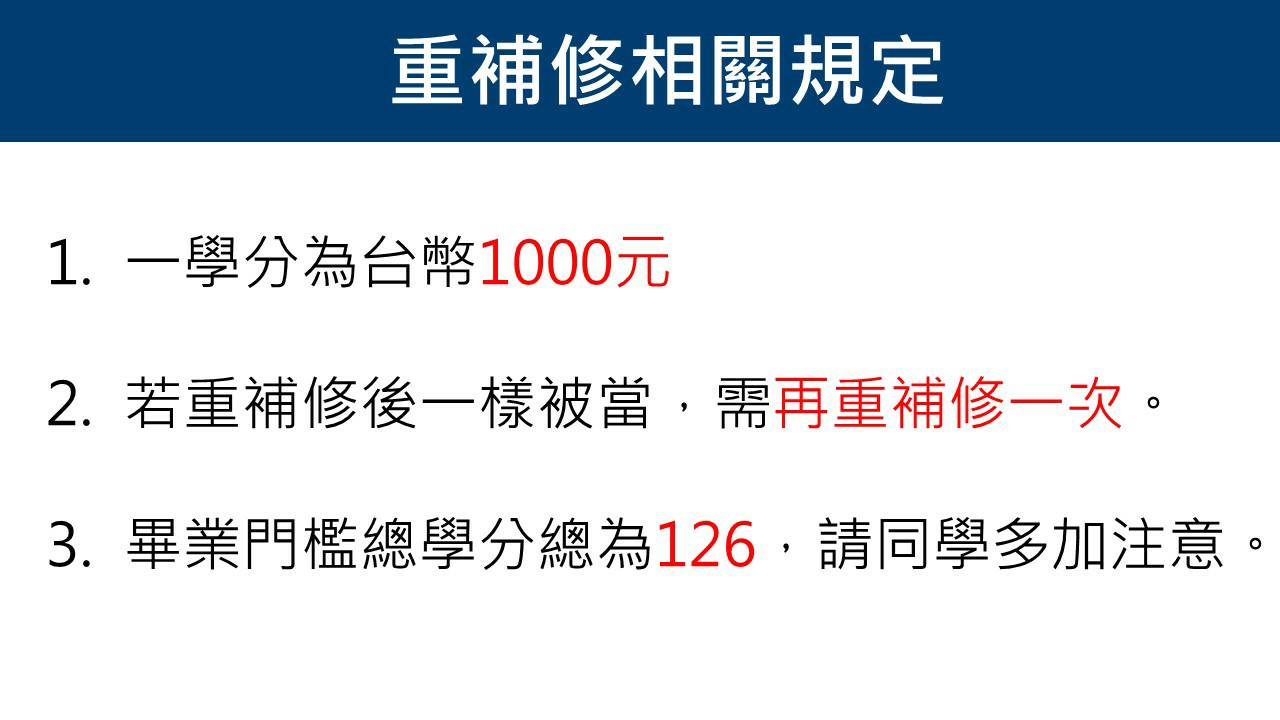 重補修相關規定
1. 一學分為台幣1000元
2. 若重補修後一樣被當，需再重補修一次。
3. 畢業門檻總學分總為126，請同學多加注意。